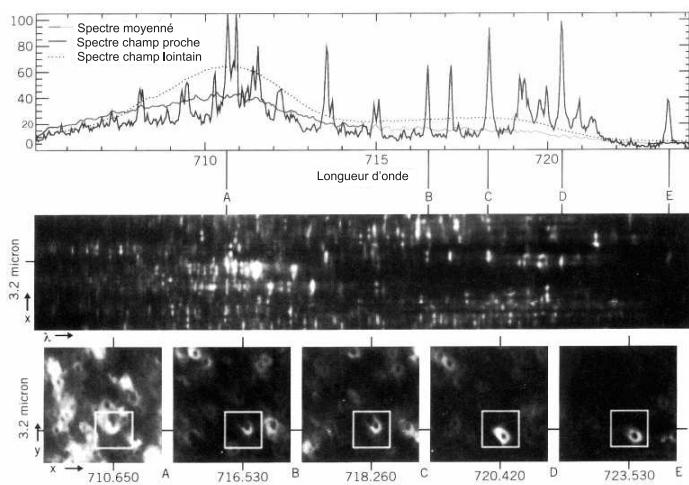 100
80
60
40
20
0
Spectre moyenné
Spectre champ proche
Spectre champ lointain
710
715
720
Longueur d'onde
A
B
C
D
E
3.2 micron
x
λ
3.2 micron
y
x
710.650
A
716.530
B
718.260
C
720.420
D
723.530
E